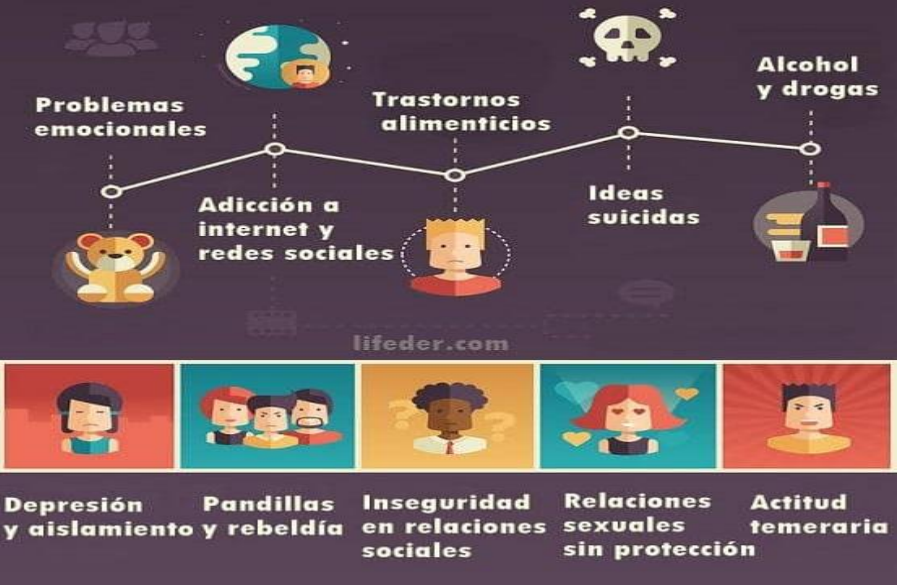 Problemas
emocionales
Adicción a
internet y
redes sociales
Trastornos
alimenticios
Ideas
suicidas
Alcohol
y drogas
lifeder.com
Depresión
y aislamiento
Pandillas
y rebeldía
Inseguridad
en relaciones
sociales
Relaciones
sexuales
sin protección
Actitud
temeraria